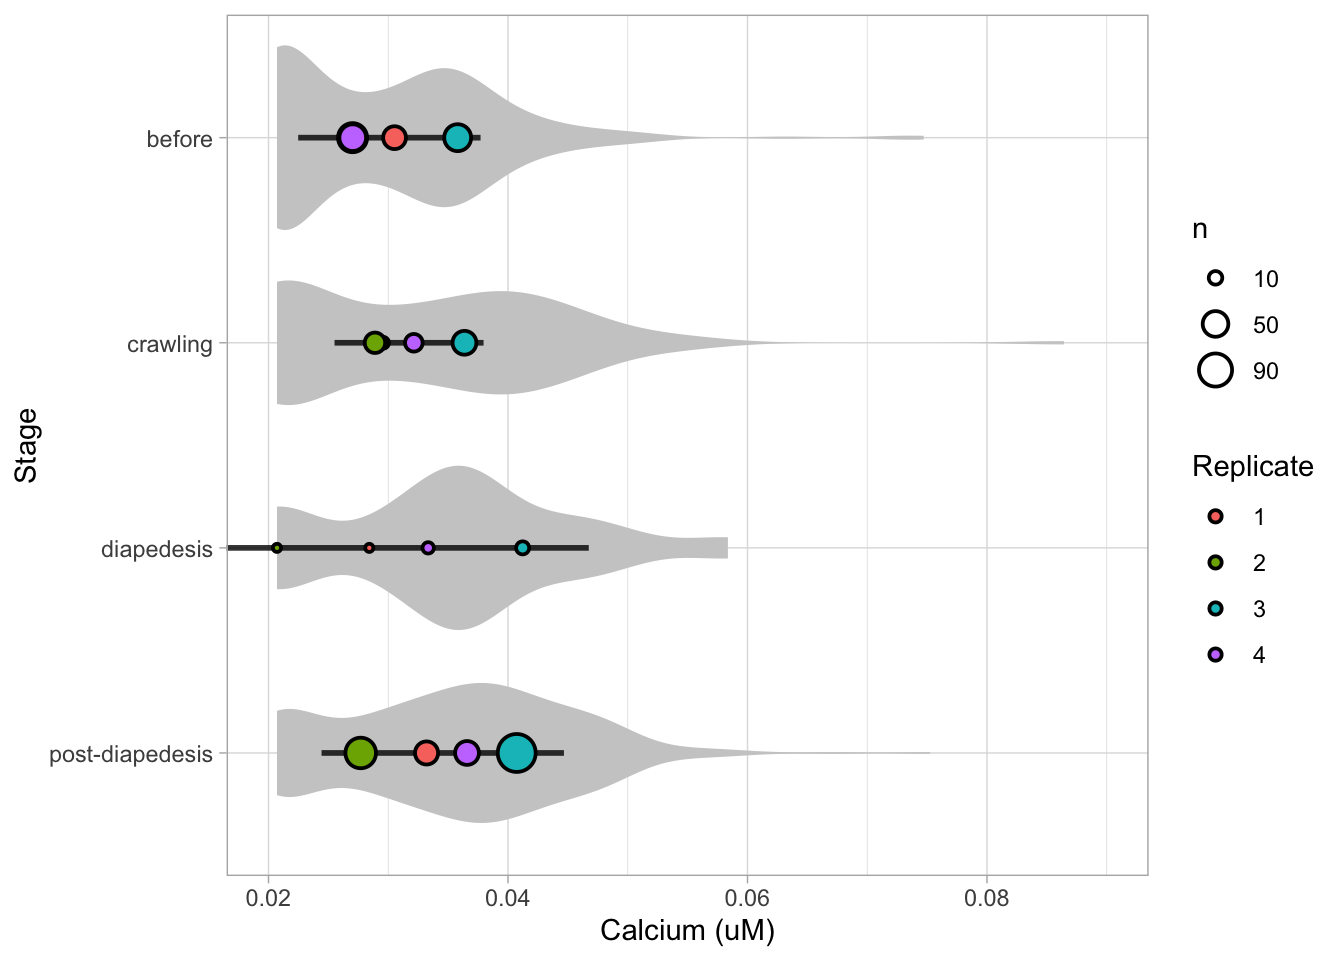 before
crawling
diapedesis
post-diapedesis
Stage
0.02
0.04
0.06
0.08
Calcium (uM)
n
10
50
90
Replicate
1
2
3
4